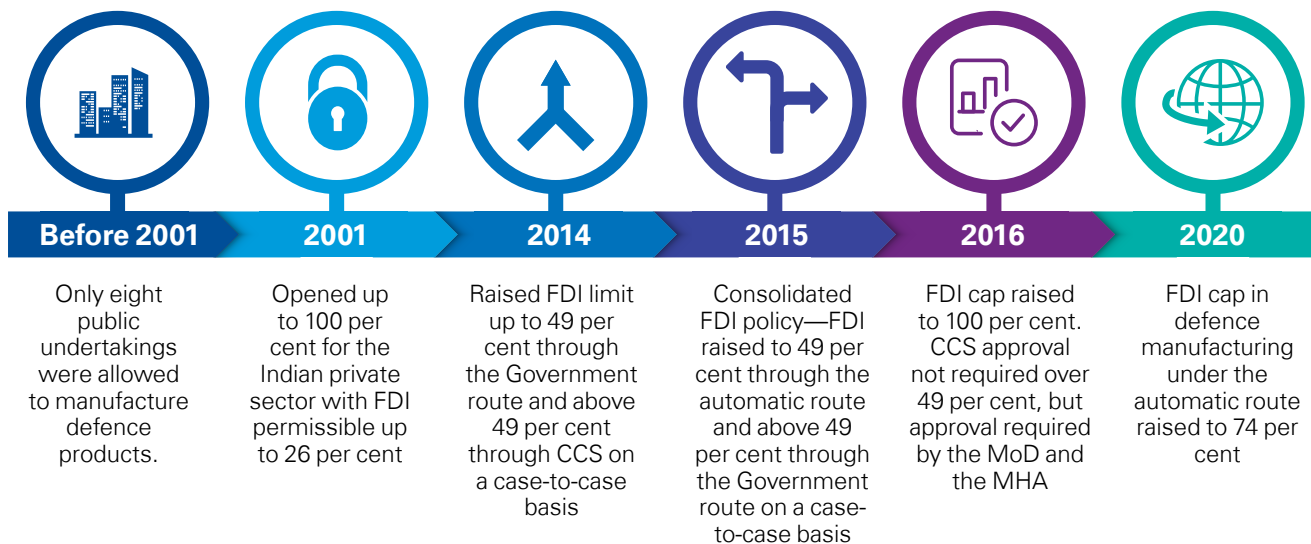 Before 2001
Only eight
public
undertakings
were allowed
to manufacture
defence
products.
2001
Opened up
to 100 per
cent for the
Indian private
sector with FDI
permissible up
to 26 per cent
2014
Raised FDI limit
up to 49 per
cent through
the Government
route and above
49 per cent
through CCS on
a case-to-case
basis
2015
Consolidated
FDI policy—FDI
raised to 49 per
cent through the
automatic route
and above 49
per cent through
the Government
route on a case-
to-case basis
2016
FDI cap raised
to 100 per cent.
CCS approval
not required over
49 per cent, but
approval required
by the MoD and
the MHA
2020
FDI cap in
defence
manufacturing
under the
automatic route
raised to 74 per
cent